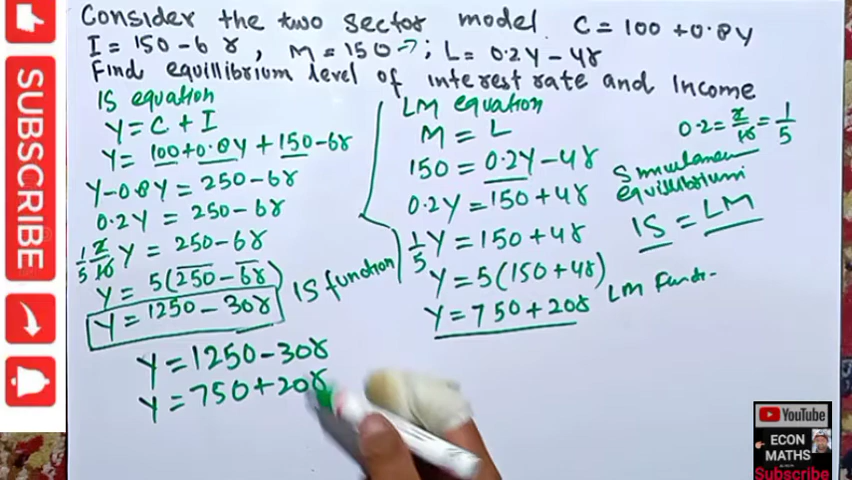 Consider the two sector model. C = 100 + 0.8Y
I = 150 - 6r, M = 150 → ; L = 0.2Y - 4r
Find equillibrium level of interest rate and Income
IS equation
Y = C + I
Y = 100 + 0.8Y + 150 - 6r
Y - 0.8Y = 250 - 6r
0.2Y = 250 - 6r
1/5 2/10 Y = 250 - 6r
Y = 5(250 - 6r)
Y = 1250 - 30r
IS function
Y = 1250 - 30r
Y = 750 + 20r
LM equation
M = L
150 = 0.2Y - 4r
0.2Y = 150 + 4r
1/5 Y = 150 + 4r
Y = 5(150 + 4r)
Y = 750 + 20r
LM Funct-
0.2 = 2/10 = 1/5
equilibriumi
IS = LM
SUBSCRIBE
YouTube
ECON
MATHS
Subscribe